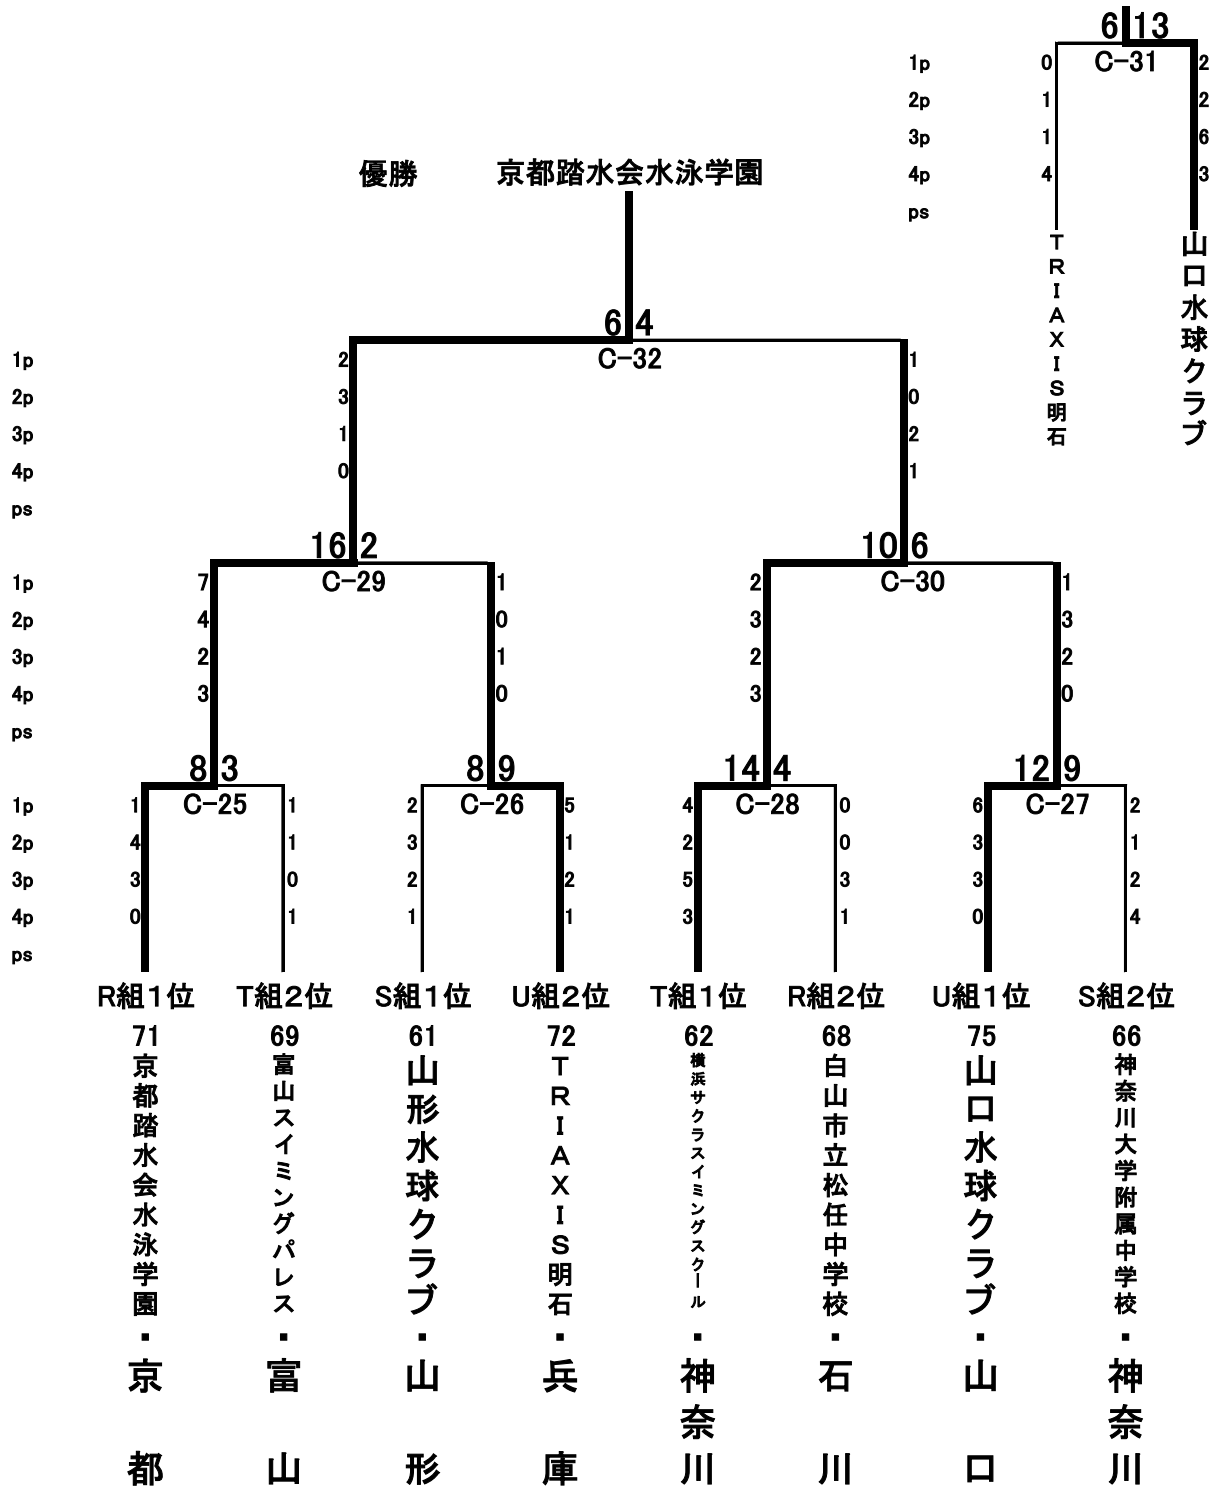 6 13
C-31
1p 0 2
2p 1 2
3p 1 6
4p 4 3
ps
TRIAXIS明石
山口水球クラブ
優勝 京都踏水会水泳学園
6 4
C-32
1p 2 1
2p 3 0
3p 1 2
4p 0 1
ps
16 2 10 6
C-29 C-30
1p 7 1 2 1
2p 4 0 3 3
3p 2 1 2 2
4p 3 0 3 0
ps
8 3 8 9 14 4 12 9
C-25 C-26 C-28 C-27
1p 1 1 2 5 4 0 6 2
2p 4 1 3 1 2 0 3 1
3p 3 0 2 2 5 3 3 2
4p 0 1 1 1 3 1 0 4
ps
R組1位 T組2位 S組1位 U組2位 T組1位 R組2位 U組1位 S組2位
71 69 61 72 62 68 75 66
京都踏水会水泳学園・京都
富山スイミングパレス・富山
山形水球クラブ・山形
TRIAXIS明石・兵庫
横浜サクラスイミングスクール・神奈川
白山市立松任中学校・石川
山口水球クラブ・山口
神奈川大学附属中学校・神奈川